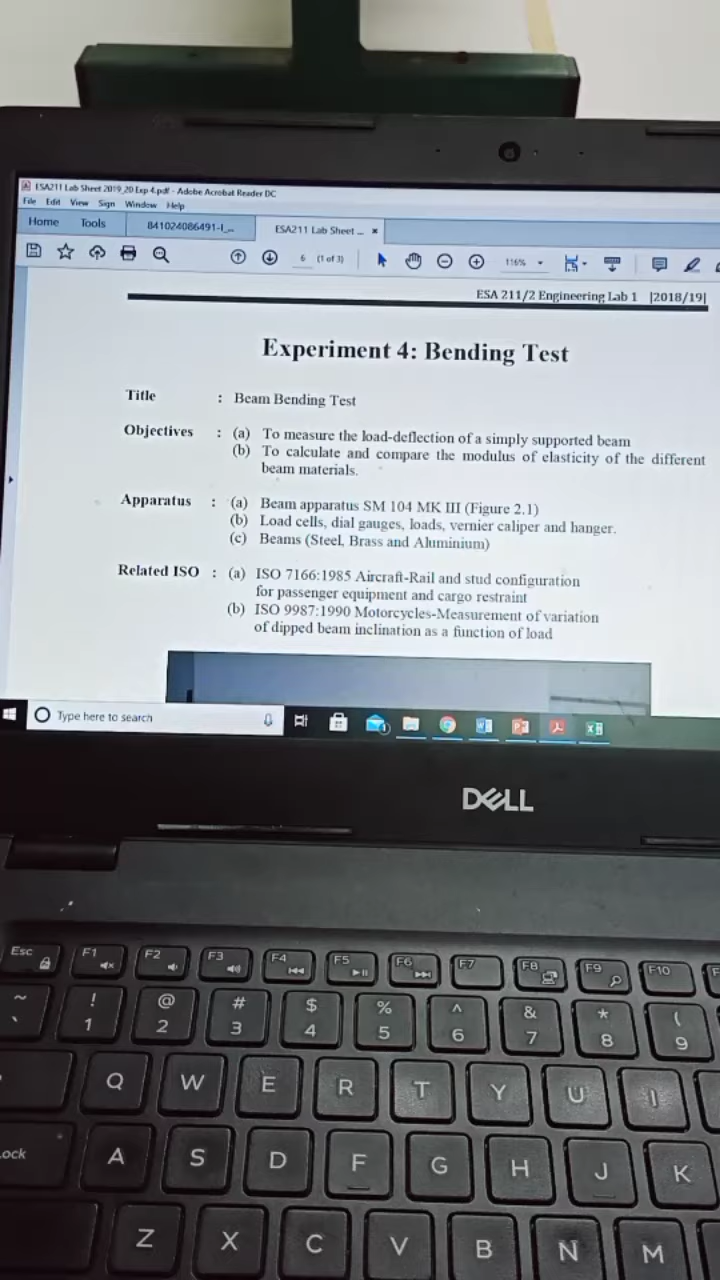 ESA211 Lab Sheet 2019_20 Exp 4.pdf - Adobe Acrobat Reader DC
File Edit View Sign Window Help
Home Tools 841024086491-I_... ESA211 Lab Sheet ... ×
6 (1 of 3) 116%
ESA 211/2 Engineering Lab 1 |2018/19|
Experiment 4: Bending Test
Title : Beam Bending Test
Objectives : (a) To measure the load-deflection of a simply supported beam
(b) To calculate and compare the modulus of elasticity of the different
beam materials.
Apparatus : (a) Beam apparatus SM 104 MK III (Figure 2.1)
(b) Load cells, dial gauges, loads, vernier caliper and hanger.
(c) Beams (Steel, Brass and Aluminium)
Related ISO : (a) ISO 7166:1985 Aircraft-Rail and stud configuration
for passenger equipment and cargo restraint
(b) ISO 9987:1990 Motorcycles-Measurement of variation
of dipped beam inclination as a function of load
Type here to search
DELL
Esc F1 F2 F3 F4 F5 F6 F7 F8 F9 F10
~ ! @ # $ % ^ & * (
` 1 2 3 4 5 6 7 8 9
Q W E R T Y U I
Lock A S D F G H J K
Z X C V B N M